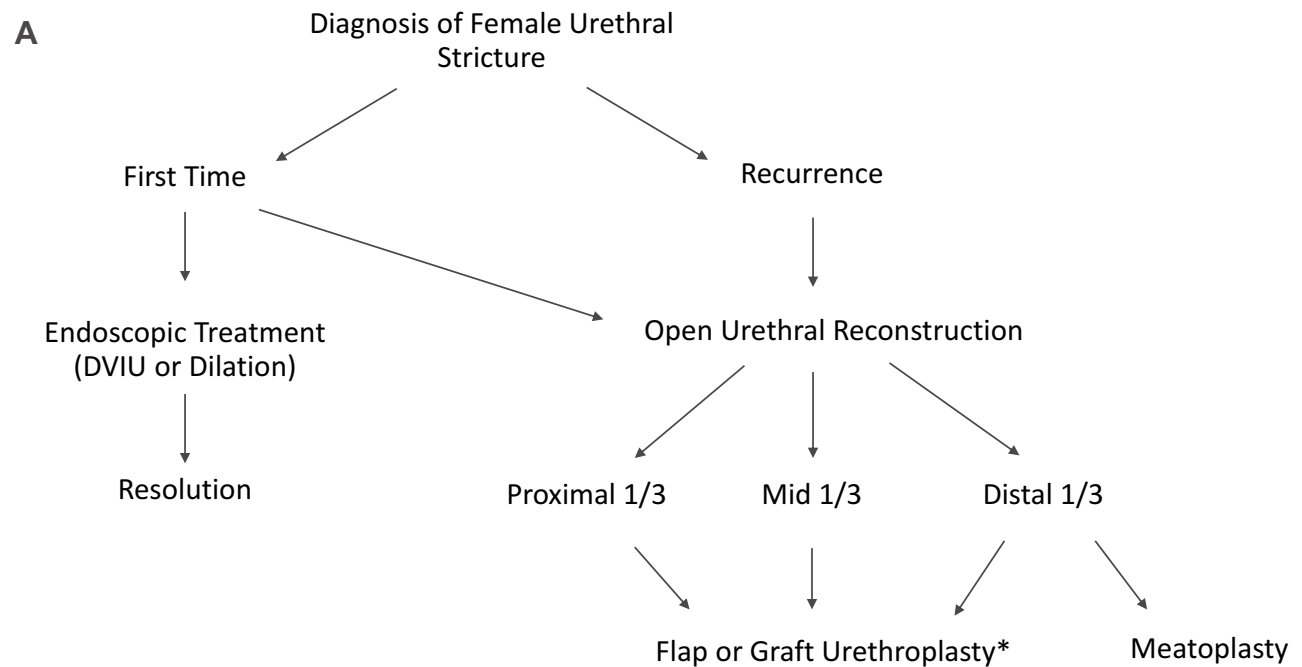 A
Diagnosis of Female Urethral
Stricture
First Time
Recurrence
Endoscopic Treatment
(DVIU or Dilation)
Open Urethral Reconstruction
Resolution
Proximal 1/3
Mid 1/3
Distal 1/3
Flap or Graft Urethroplasty*
Meatoplasty